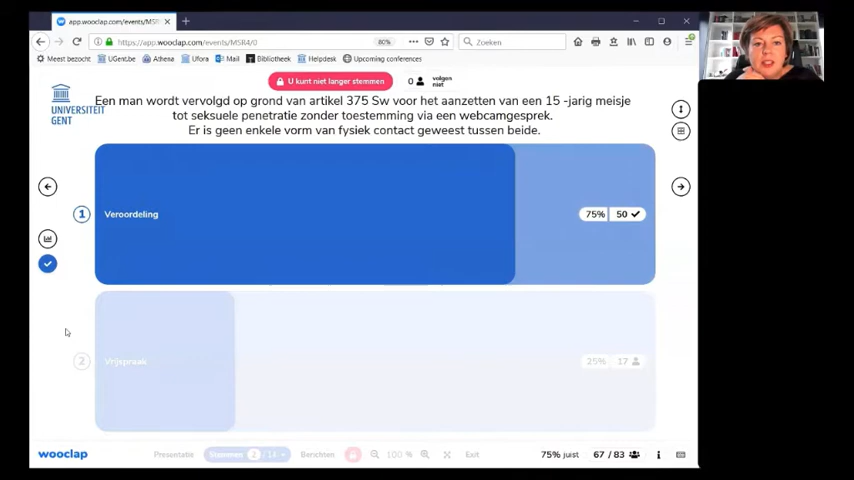 app.wooclap.com/events/MSR4
https://app.wooclap.com/events/MSR4/0
80%
Zoeken
Meest bezocht
UGent.be
Athena
Ufora
Mail
Bibliotheek
Helpdesk
Upcoming conferences
U kunt niet langer stemmen
0
volgen
niet
UNIVERSITEIT
GENT
Een man wordt vervolgd op grond van artikel 375 Sw voor het aanzetten van een 15 -jarig meisje
tot seksuele penetratie zonder toestemming via een webcamgesprek.
Er is geen enkele vorm van fysiek contact geweest tussen beide.
1
Veroordeling
75%
50
2
Vrijspraak
25%
17
wooclap
Presentatie
Stemmen 2 / 14
Berichten
100 %
Exit
75% juist
67 / 83